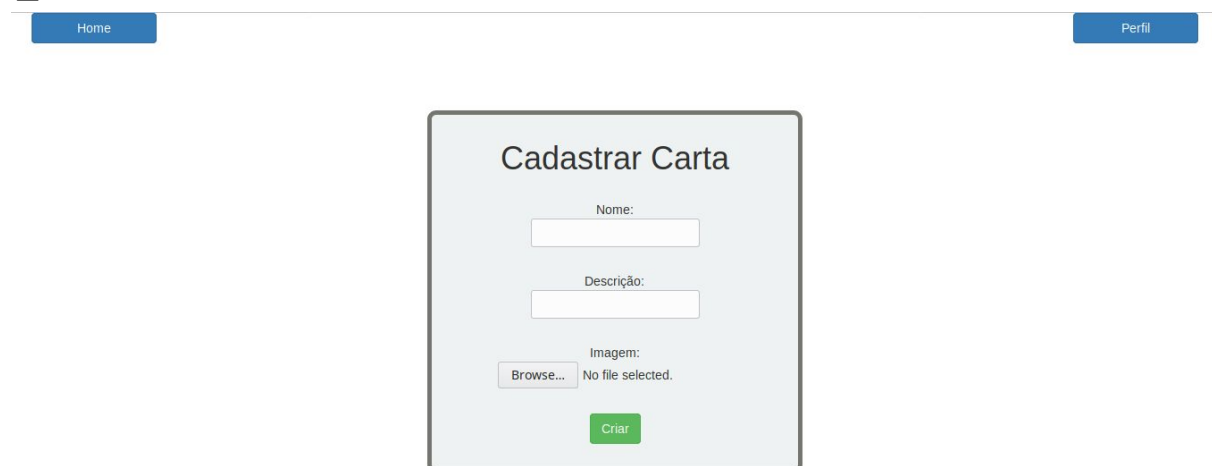 Home
Perfil
Cadastrar Carta
Nome:
Descrição:
Imagem:
Browse... No file selected.
Criar